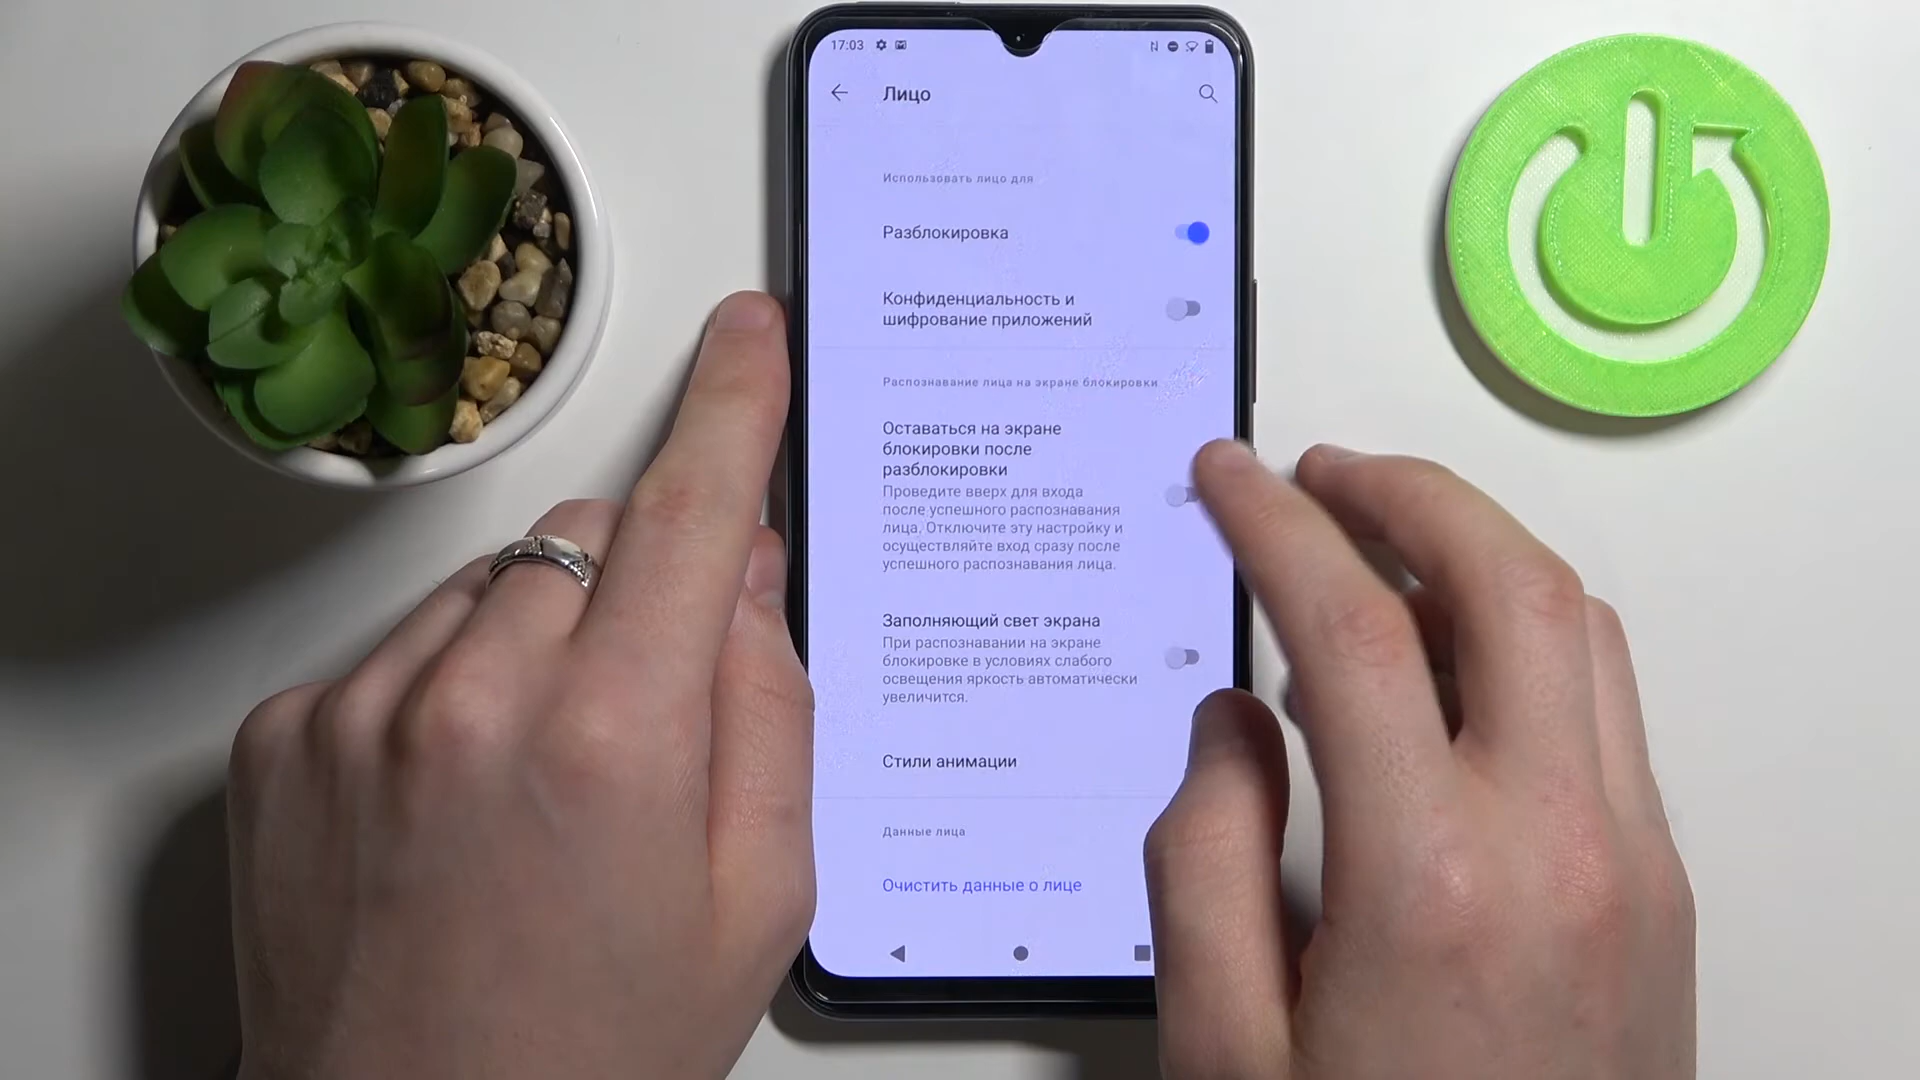 17:03
Лицо
Использовать лицо для
Разблокировка
Конфиденциальность и
шифрование приложений
Распознавание лица на экране блокировки
Оставаться на экране
блокировки после
разблокировки
Проведите вверх для входа
после успешного распознавания
лица. Отключите эту настройку и
осуществляйте вход сразу после
успешного распознавания лица.
Заполняющий свет экрана
При распознавании на экране
блокировке в условиях слабого
освещения яркость автоматически
увеличится.
Стили анимации
Данные лица
Очистить данные о лице